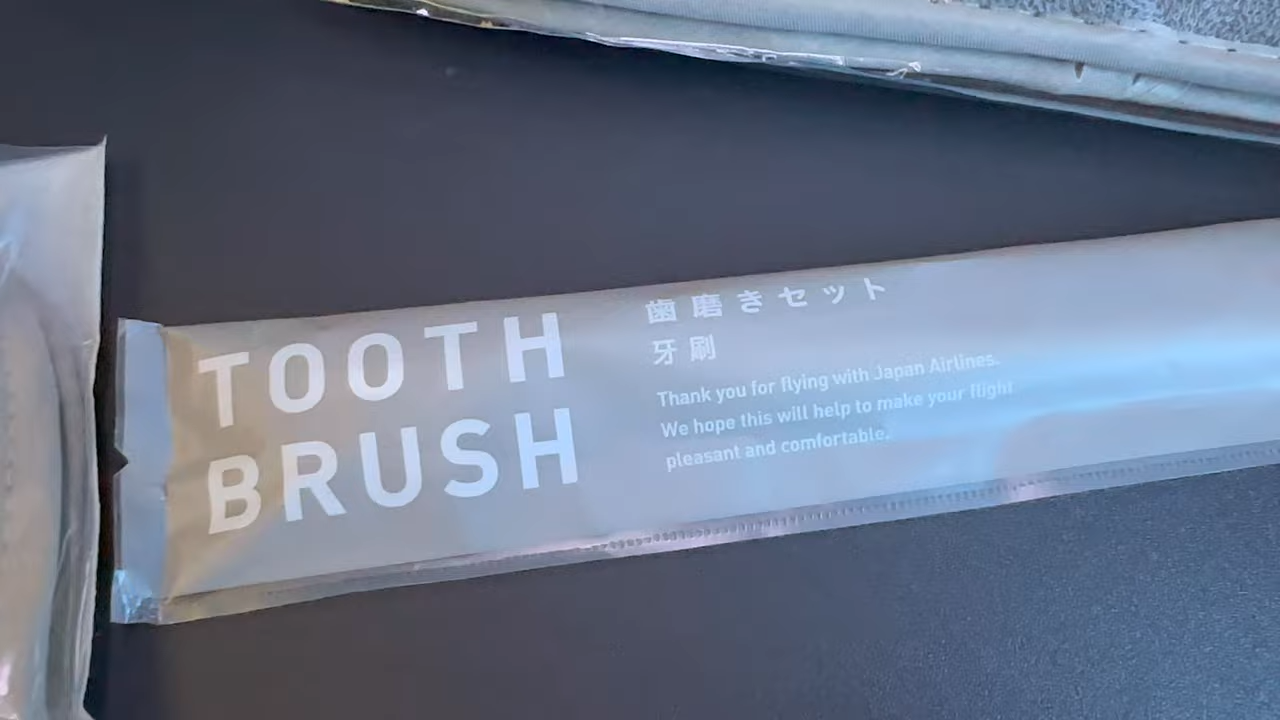 TOOTH
BRUSH
歯磨きセット
牙刷
Thank you for flying with Japan Airlines.
We hope this will help to make your flight
pleasant and comfortable.